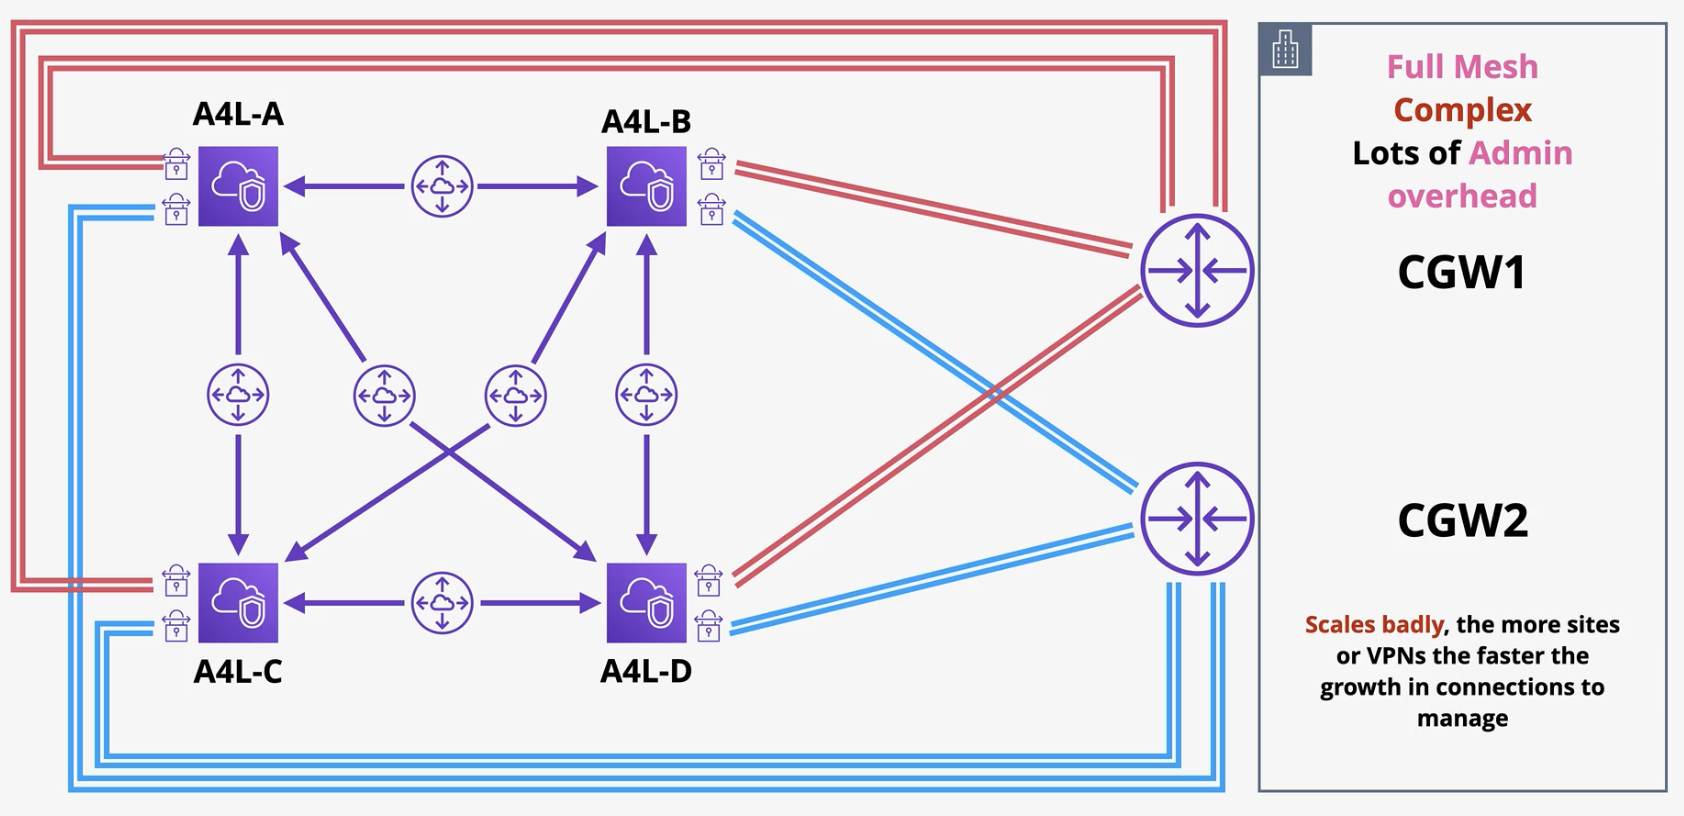 A4L-A
A4L-B
A4L-C
A4L-D
Full Mesh
Complex
Lots of Admin
overhead
CGW1
CGW2
Scales badly, the more sites
or VPNs the faster the
growth in connections to
manage